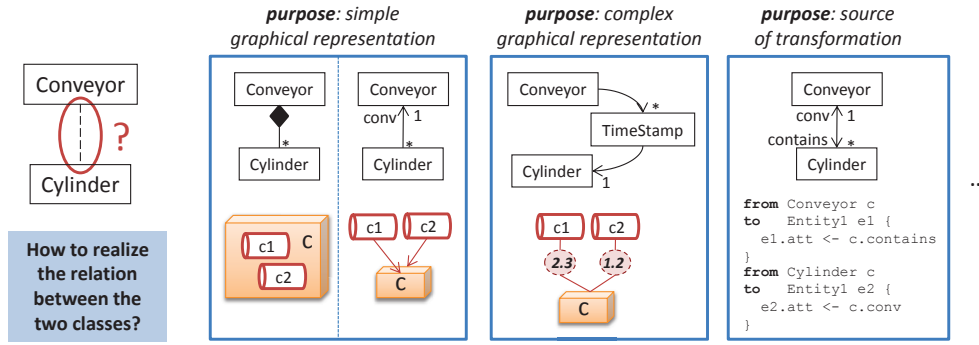 purpose: simple
graphical representation
purpose: complex
graphical representation
purpose: source
of transformation
Conveyor
?
Cylinder
How to realize
the relation
between the
two classes?
Conveyor
*
Cylinder
C
c1
c2
Conveyor
conv 1
*
Cylinder
c1 c2
C
Conveyor
*
TimeStamp
Cylinder
1
c1 c2
2.3 1.2
C
Conveyor
conv 1
contains *
Cylinder
from Conveyor c
to Entity1 e1 {
e1.att <- c.contains
}
from Cylinder c
to Entity1 e2 {
e2.att <- c.conv
}
..